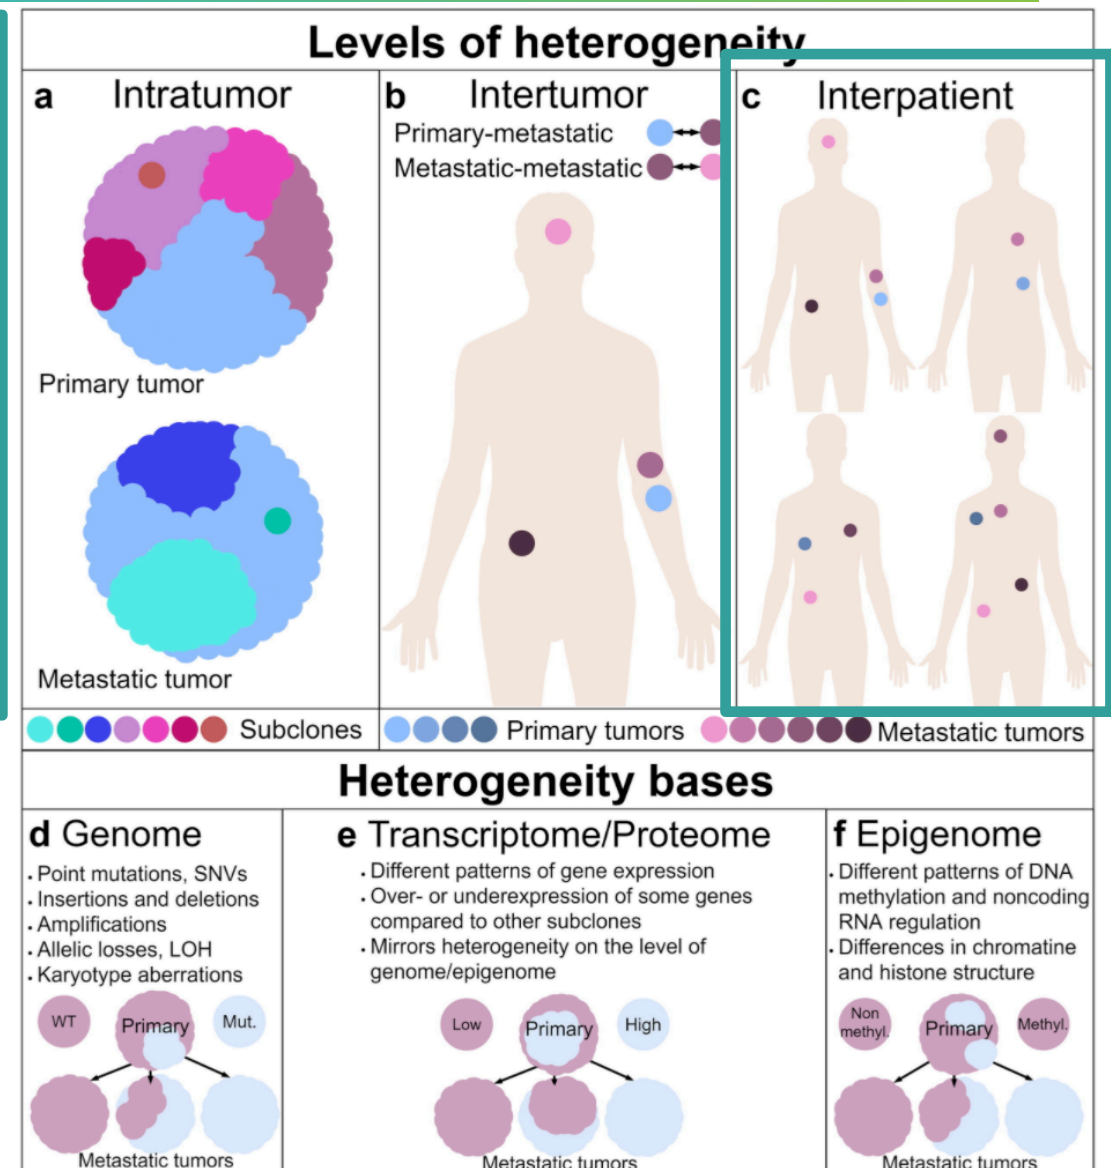 Levels of heterogeneity
a Intratumor
Primary tumor
Metastatic tumor
b Intertumor
Primary-metastatic
Metastatic-metastatic
c Interpatient
Subclones
Primary tumors
Metastatic tumors
Heterogeneity bases
d Genome
• Point mutations, SNVs
• Insertions and deletions
• Amplifications
• Allelic losses, LOH
• Karyotype aberrations
WT
Primary
Mut.
Metastatic tumors
e Transcriptome/Proteome
• Different patterns of gene expression
• Over- or underexpression of some genes
compared to other subclones
• Mirrors heterogeneity on the level of
genome/epigenome
Low
Primary
High
Metastatic tumors
f Epigenome
• Different patterns of DNA
methylation and noncoding
RNA regulation
• Differences in chromatine
and histone structure
Non
methyl.
Primary
Methyl.
Metastatic tumors